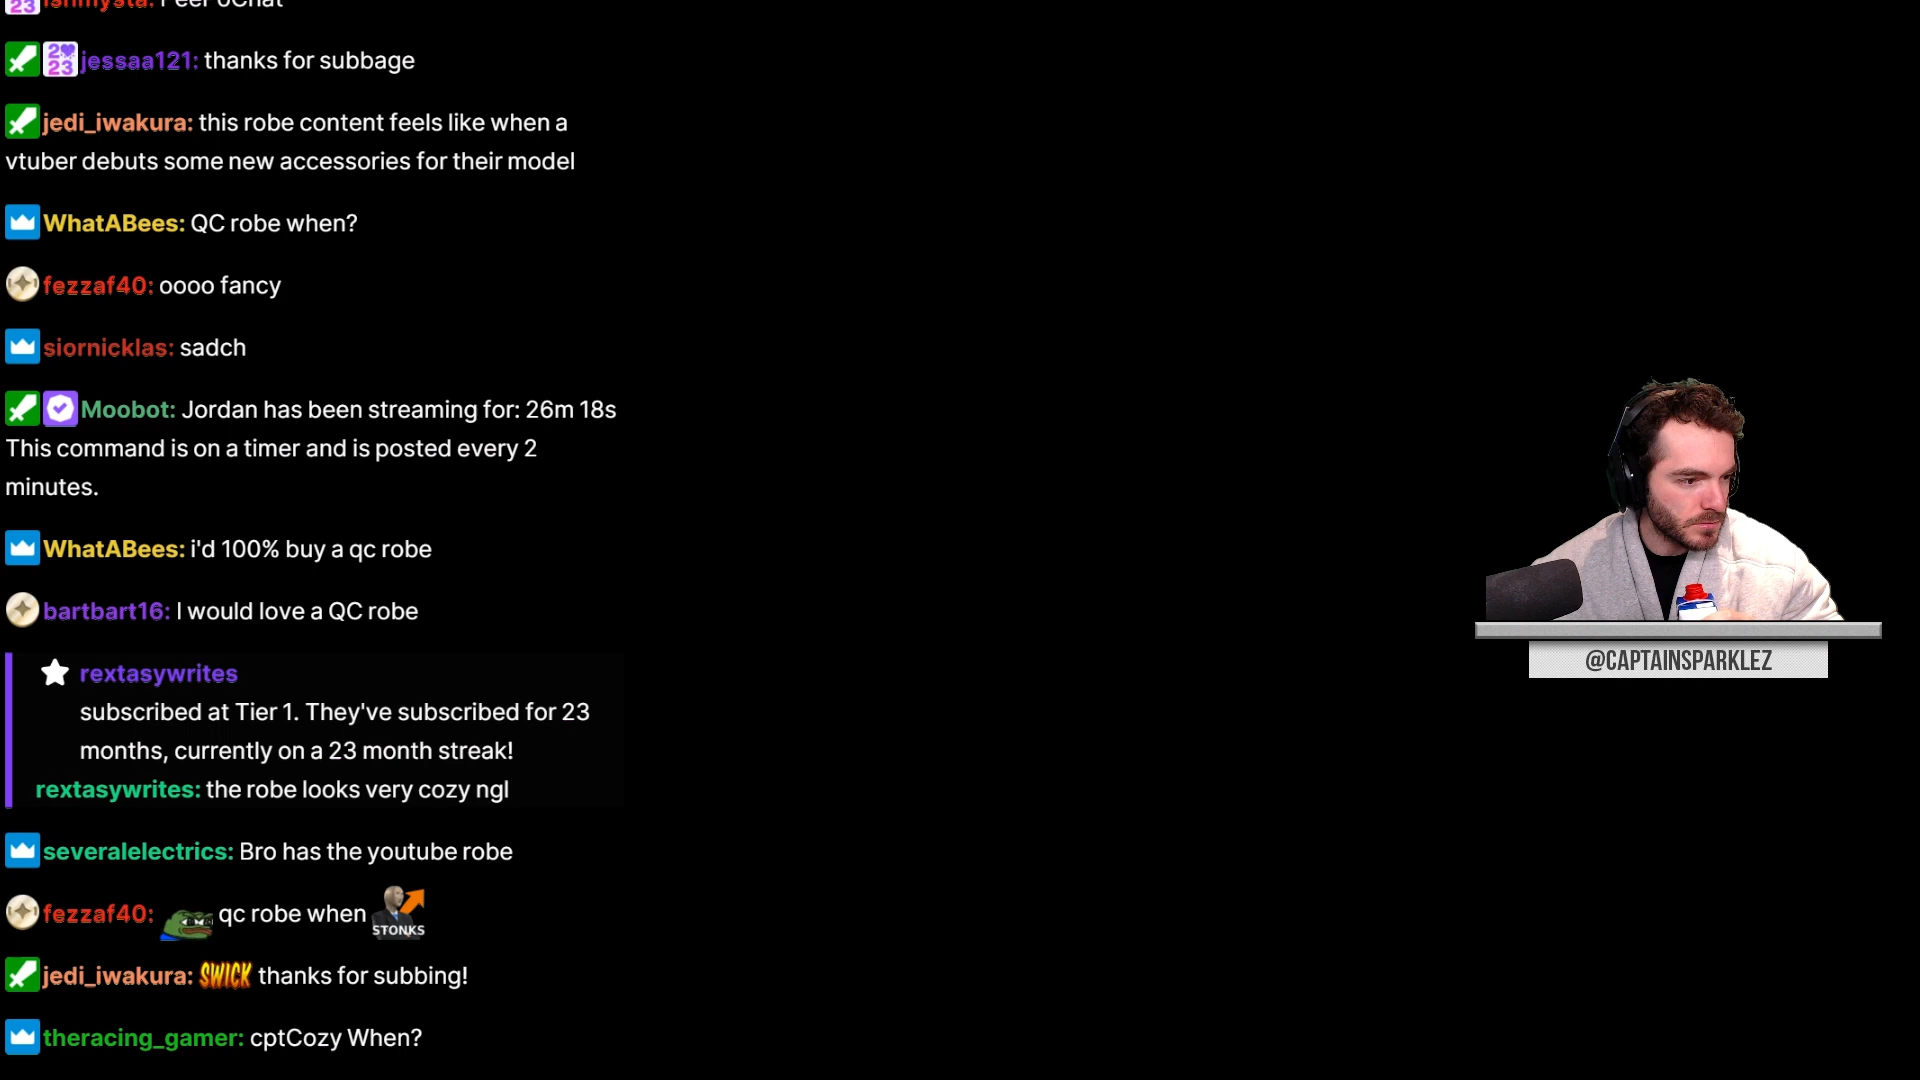 jessaa121: thanks for subbage
jedi_iwakura: this robe content feels like when a
vtuber debuts some new accessories for their model
WhatABees: QC robe when?
fezzaf40: oooo fancy
siornicklas: sadch
Moobot: Jordan has been streaming for: 26m 18s
This command is on a timer and is posted every 2
minutes.
WhatABees: i'd 100% buy a qc robe
bartbart16: I would love a QC robe
rextasywrites
subscribed at Tier 1. They've subscribed for 23
months, currently on a 23 month streak!
rextasywrites: the robe looks very cozy ngl
severalelectrics: Bro has the youtube robe
fezzaf40: qc robe when STONKS
jedi_iwakura: SWICK thanks for subbing!
theracing_gamer: cptCozy When?
@CAPTAINSPARKLEZ